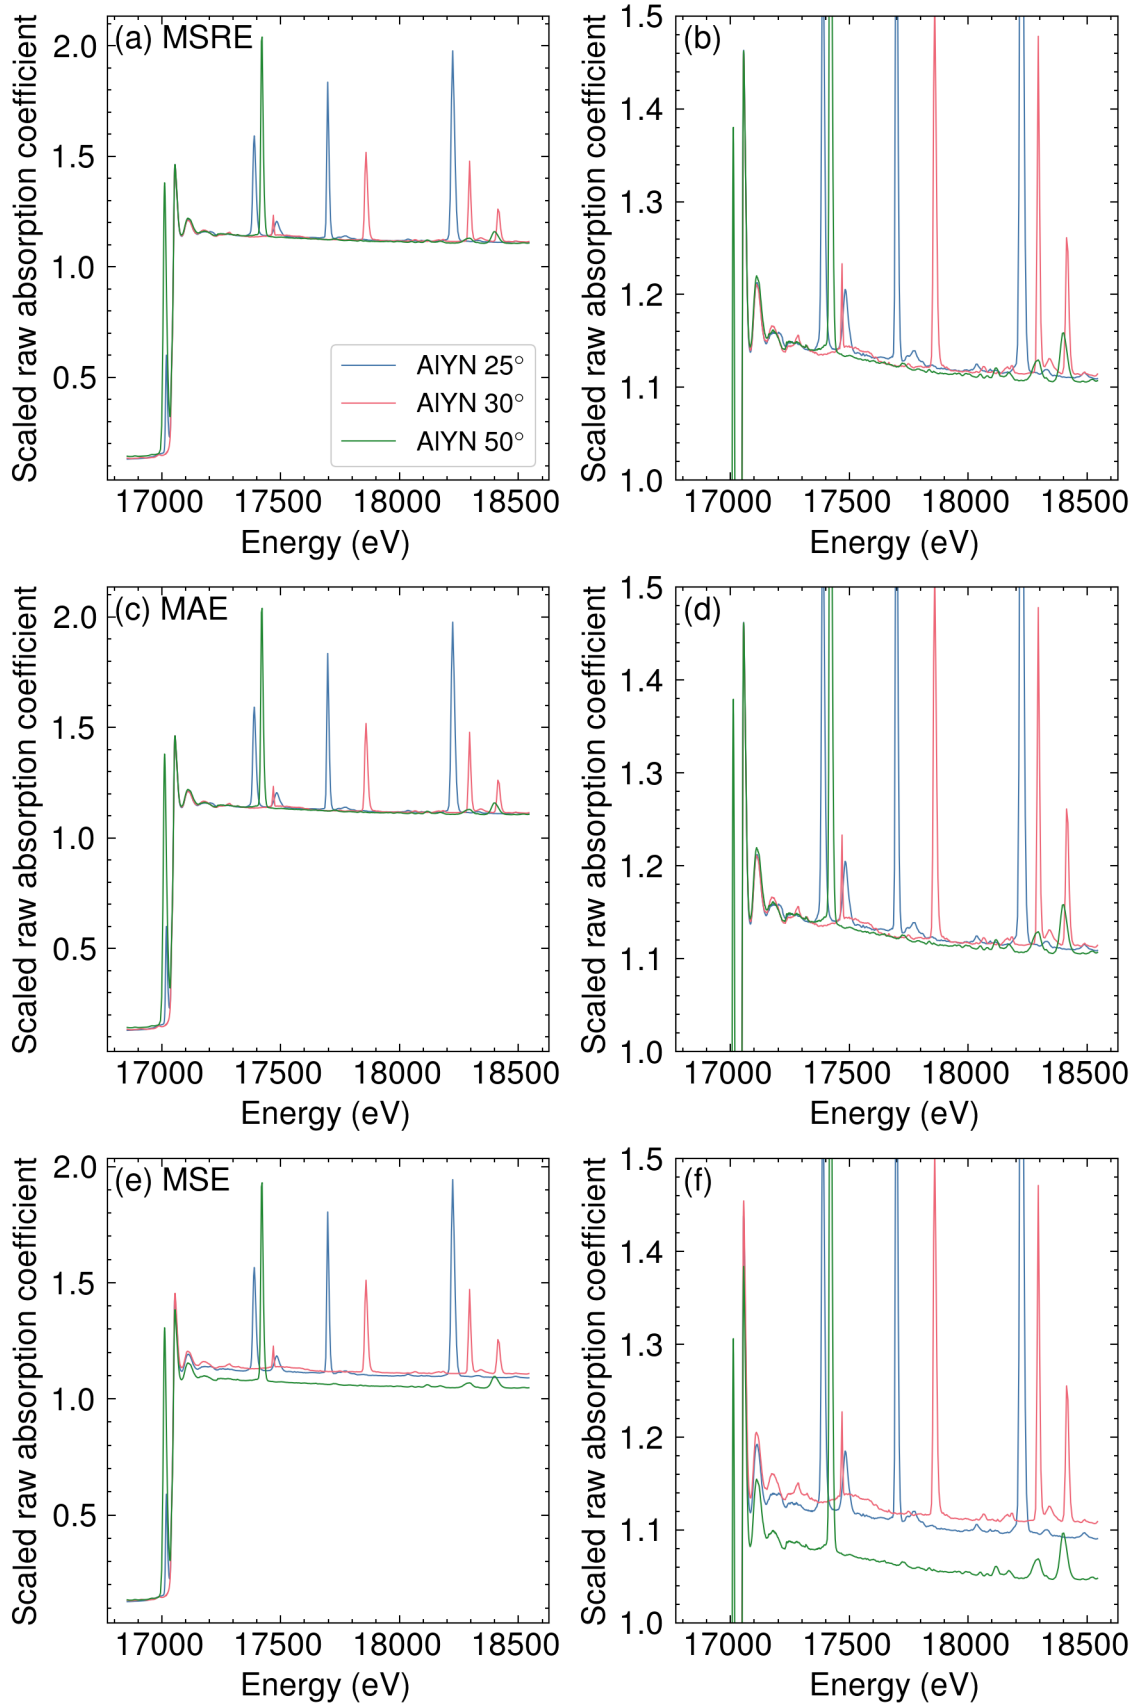 (a) MSRE
Scaled raw absorption coefficient
2.0
1.5
1.0
0.5
AlYN 25°
AlYN 30°
AlYN 50°
17000 17500 18000 18500
Energy (eV)
(b)
Scaled raw absorption coefficient
1.5
1.4
1.3
1.2
1.1
1.0
17000 17500 18000 18500
Energy (eV)
(c) MAE
Scaled raw absorption coefficient
2.0
1.5
1.0
0.5
17000 17500 18000 18500
Energy (eV)
(d)
Scaled raw absorption coefficient
1.5
1.4
1.3
1.2
1.1
1.0
17000 17500 18000 18500
Energy (eV)
(e) MSE
Scaled raw absorption coefficient
2.0
1.5
1.0
0.5
17000 17500 18000 18500
Energy (eV)
(f)
Scaled raw absorption coefficient
1.5
1.4
1.3
1.2
1.1
1.0
17000 17500 18000 18500
Energy (eV)